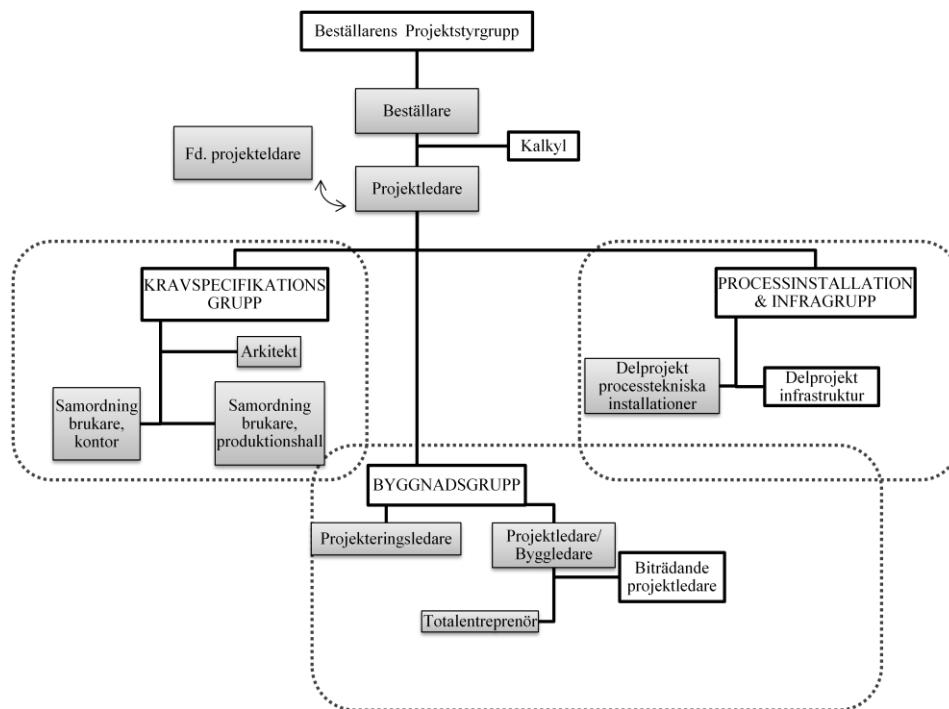 Beställarens Projektstyrgrupp
Beställare
Kalkyl
Fd. projekteldare
Projektledare
KRAVSPECIFIKATIONS
GRUPP
Arkitekt
Samordning
brukare,
kontor
Samordning
brukare,
produktionshall
PROCESSINSTALLATION
& INFRAGRUPP
Delprojekt
processtekniska
installationer
Delprojekt
infrastruktur
BYGGNADSGRUPP
Projekteringsledare
Projektledare/
Byggledare
Biträdande
projektledare
Totalentreprenör